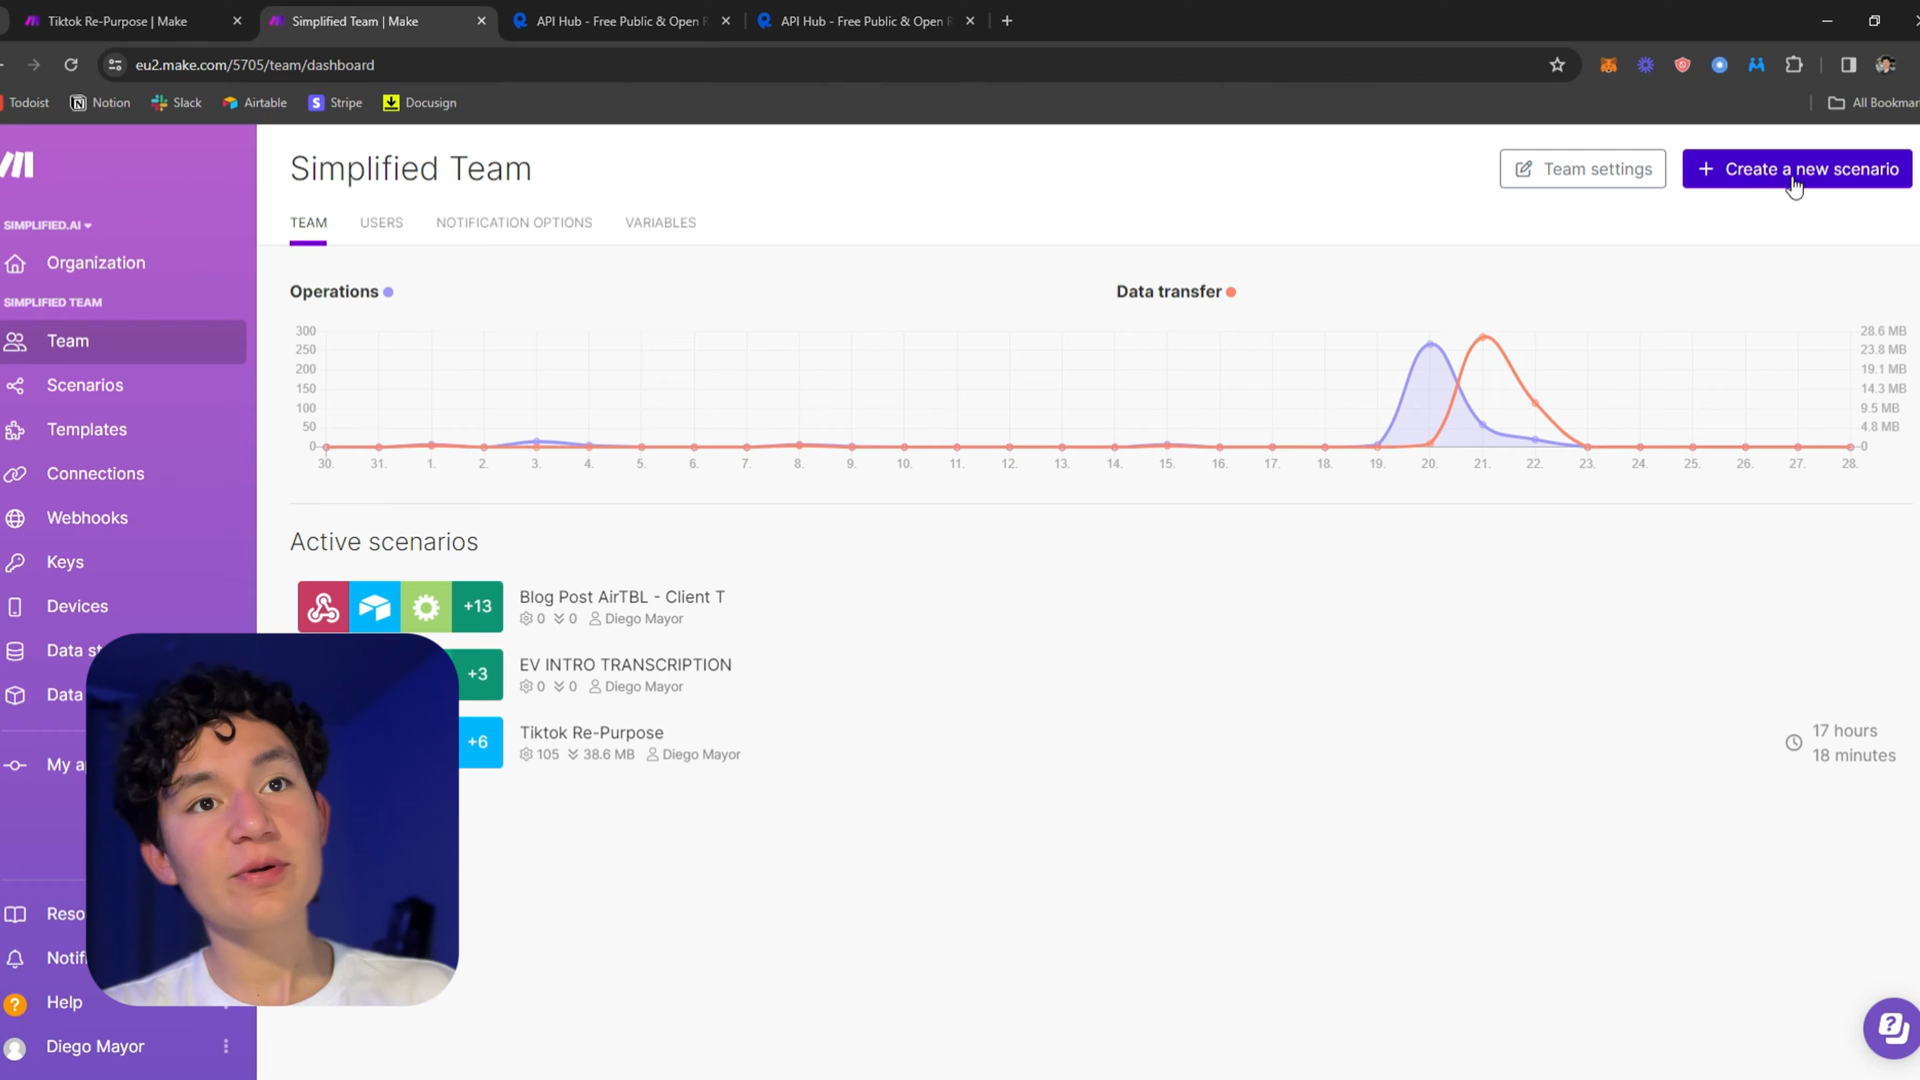 Tiktok Re-Purpose | Make
Simplified Team | Make
API Hub - Free Public & Open
API Hub - Free Public & Open
eu2.make.com/5705/team/dashboard
Todoist
Notion
Slack
Airtable
Stripe
Docusign
All Bookmar
Simplified Team
Team settings
+ Create a new scenario
TEAM
USERS
NOTIFICATION OPTIONS
VARIABLES
SIMPLIFIED.AI
Organization
SIMPLIFIED TEAM
Team
Scenarios
Templates
Connections
Webhooks
Keys
Devices
Data st
Data
My a
Reso
Notif
Help
Diego Mayor
Operations
Data transfer
300
250
200
150
100
50
0
28.6 MB
23.8 MB
19.1 MB
14.3 MB
9.5 MB
4.8 MB
0
30. 31. 1. 2. 3. 4. 5. 6. 7. 8. 9. 10. 11. 12. 13. 14. 15. 16. 17. 18. 19. 20. 21. 22. 23. 24. 25. 26. 27. 28.
Active scenarios
+13
Blog Post AirTBL - Client T
0 0 Diego Mayor
+3
EV INTRO TRANSCRIPTION
0 0 Diego Mayor
+6
Tiktok Re-Purpose
105 38.6 MB Diego Mayor
17 hours
18 minutes